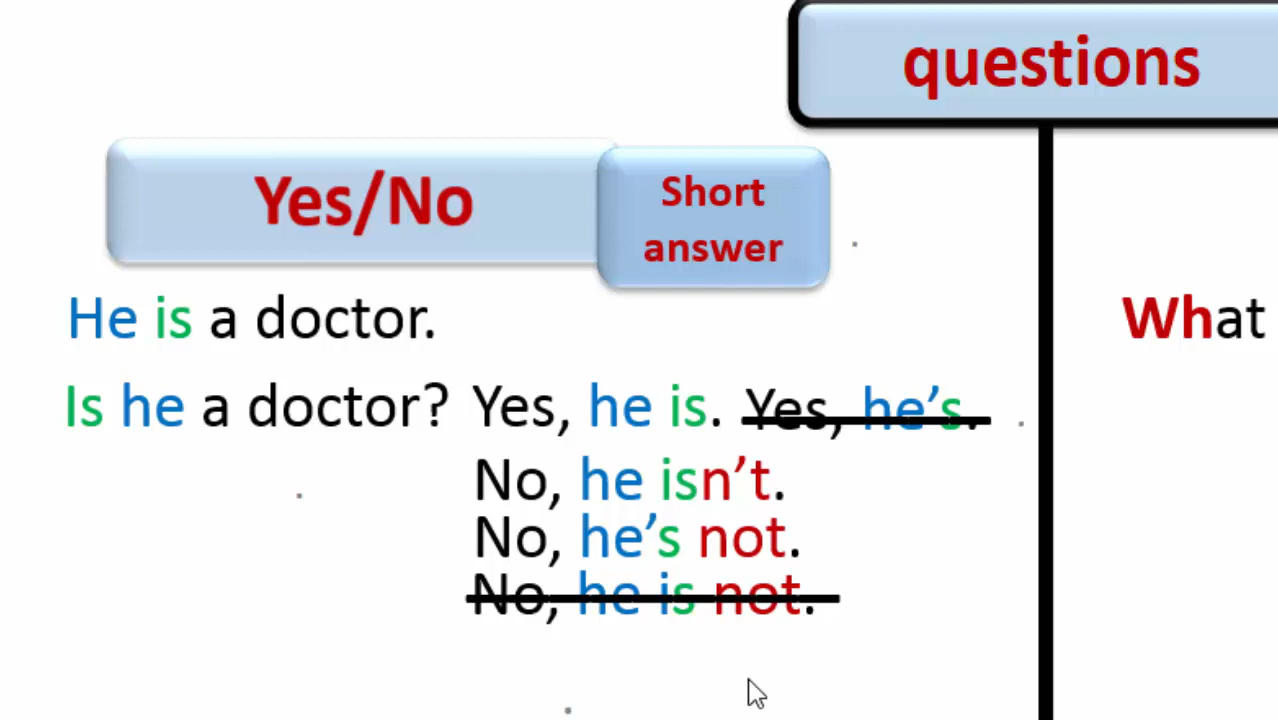 questions
Yes/No
Short
answer
He is a doctor.
What
Is he a doctor? Yes, he is. Yes, he's.
No, he isn't.
No, he's not.
No, he is not.